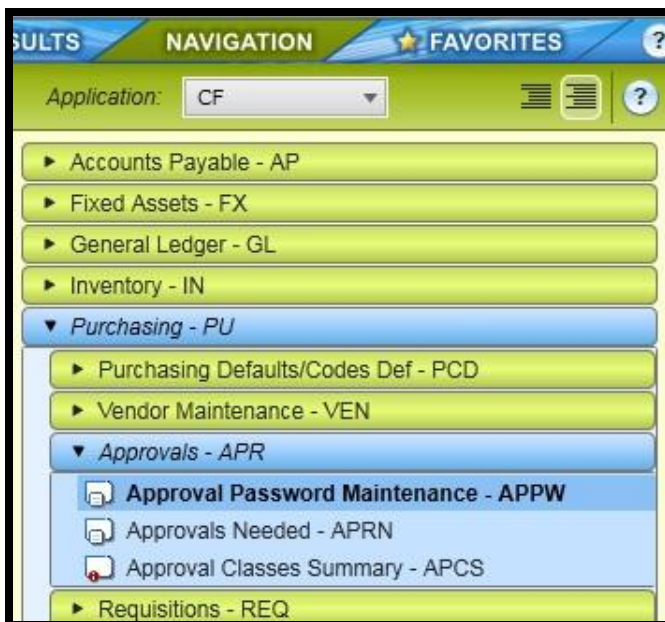 SULTS NAVIGATION FAVORITES ?
Application: CF ?
Accounts Payable - AP
Fixed Assets - FX
General Ledger - GL
Inventory - IN
Purchasing - PU
Purchasing Defaults/Codes Def - PCD
Vendor Maintenance - VEN
Approvals - APR
Approval Password Maintenance - APPW
Approvals Needed - APRN
Approval Classes Summary - APCS
Requisitions - REQ